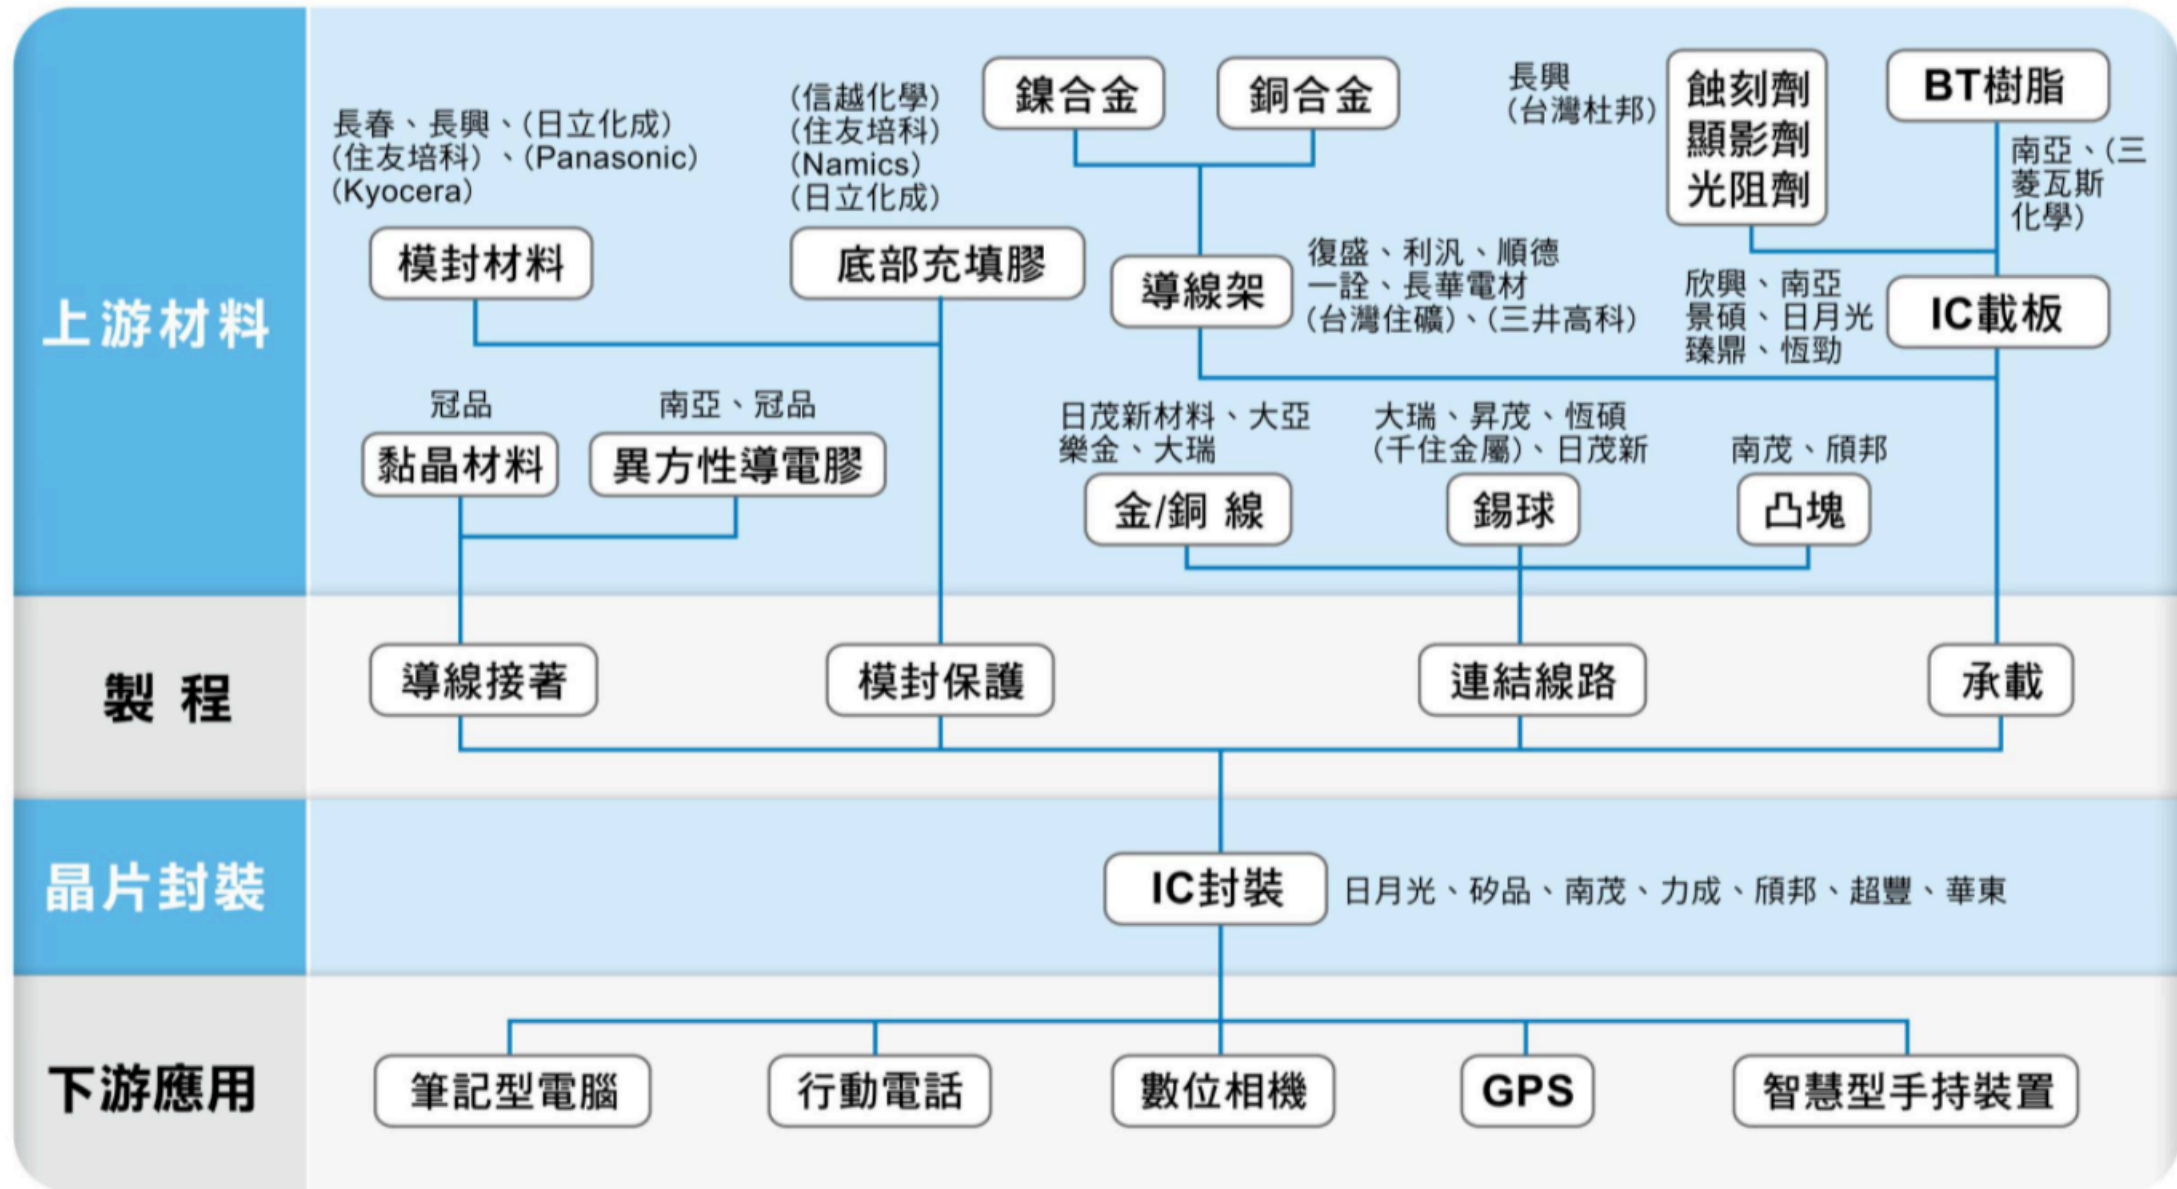 上游材料
長春、長興、(日立化成)
(住友培科)、(Panasonic)
(Kyocera)
模封材料
(信越化學)
(住友培科)
(Namics)
(日立化成)
底部充填膠
鎳合金
銅合金
導線架
復盛、利汎、順德
一詮、長華電材
(台灣住礦)、(三井高科)
長興
(台灣杜邦)
蝕刻劑
顯影劑
光阻劑
BT樹脂
南亞、(三
菱瓦斯
化學)
欣興、南亞
景碩、日月光
臻鼎、恆勁
IC載板
冠品
黏晶材料
南亞、冠品
異方性導電膠
日茂新材料、大亞
樂金、大瑞
金/銅 線
大瑞、昇茂、恆碩
(千住金屬)、日茂新
錫球
南茂、頎邦
凸塊
製 程
導線接著
模封保護
連結線路
承載
晶片封裝
IC封裝
日月光、矽品、南茂、力成、頎邦、超豐、華東
下游應用
筆記型電腦
行動電話
數位相機
GPS
智慧型手持裝置